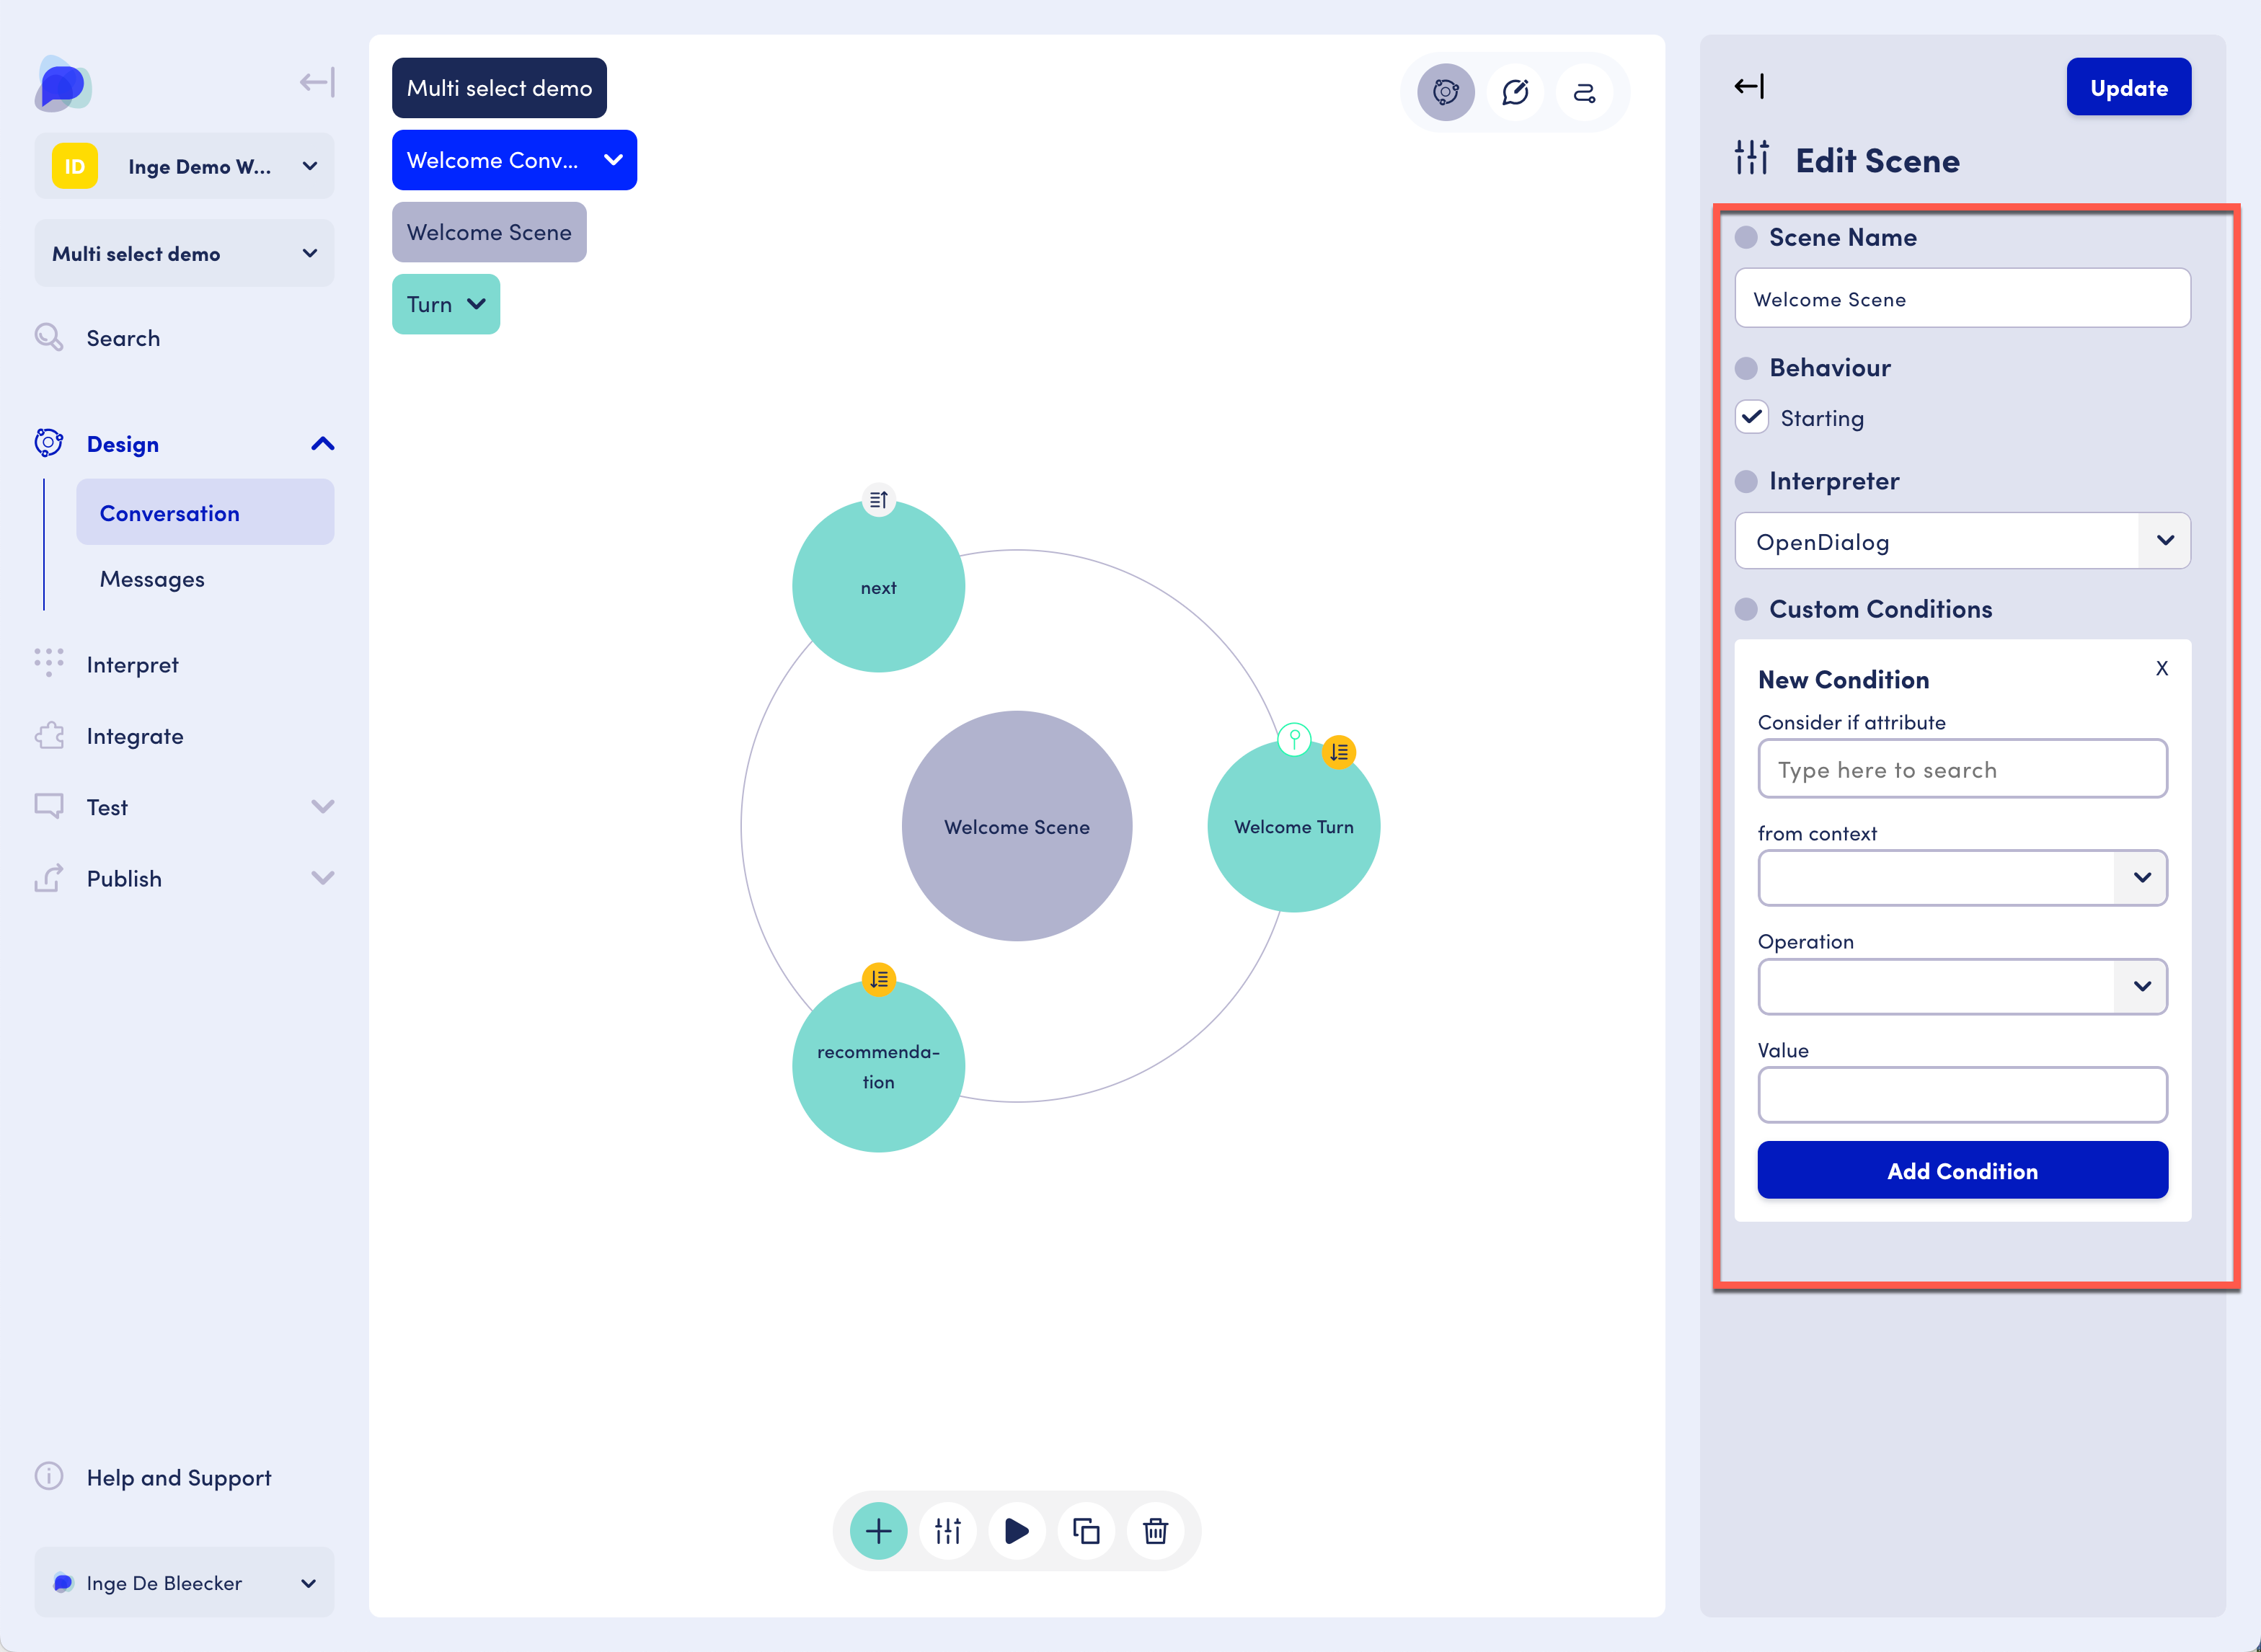 ID
Inge Demo W...
Multi select demo
Search
Design
Conversation
Messages
Interpret
Integrate
Test
Publish
Help and Support
Inge De Bleecker
Multi select demo
Welcome Conv...
Welcome Scene
Turn
next
Welcome Scene
Welcome Turn
recommenda-
tion
Update
Edit Scene
Scene Name
Welcome Scene
Behaviour
Starting
Interpreter
OpenDialog
Custom Conditions
New Condition
X
Consider if attribute
Type here to search
from context
Operation
Value
Add Condition